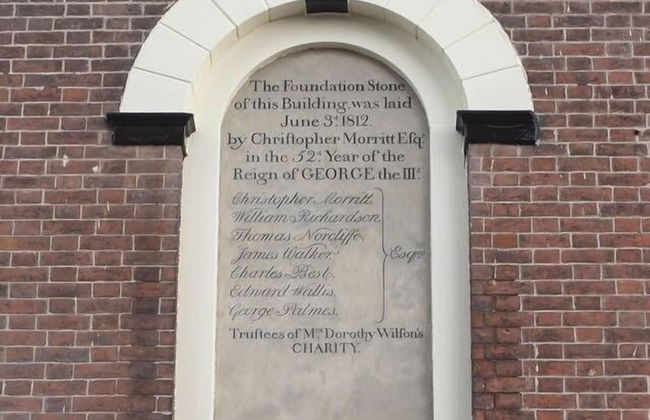 The Foundation Stone
of this Building was laid
June 3d. 1812.
by Chriſtopher Morritt Eſqr.
in the 52d. Year of the
Reign of GEORGE the IIId.
Chriſtopher Morritt.
William Richardſon.
Thomas Norcliffe.
James Walker.
Charles Beſt.
Edward Wallis.
George Palmes.
Eſqrs.
Truſtees of Mrs. Dorothy Wilſon's
CHARITY.